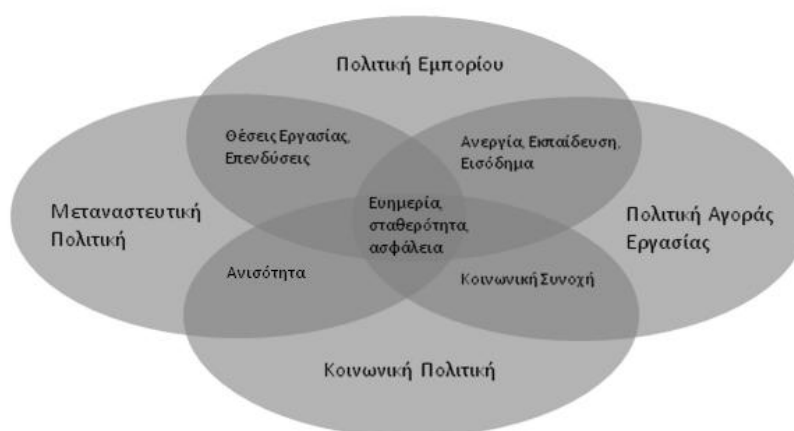 Πολιτική Εμπορίου
Θέσεις Εργασίας,
Επενδύσεις
Ανεργία, Εκπαίδευση,
Εισόδημα
Μεταναστευτική
Πολιτική
Ευημερία,
σταθερότητα,
ασφάλεια
Πολιτική Αγοράς
Εργασίας
Ανισότητα
Κοινωνική Συνοχή
Κοινωνική Πολιτική